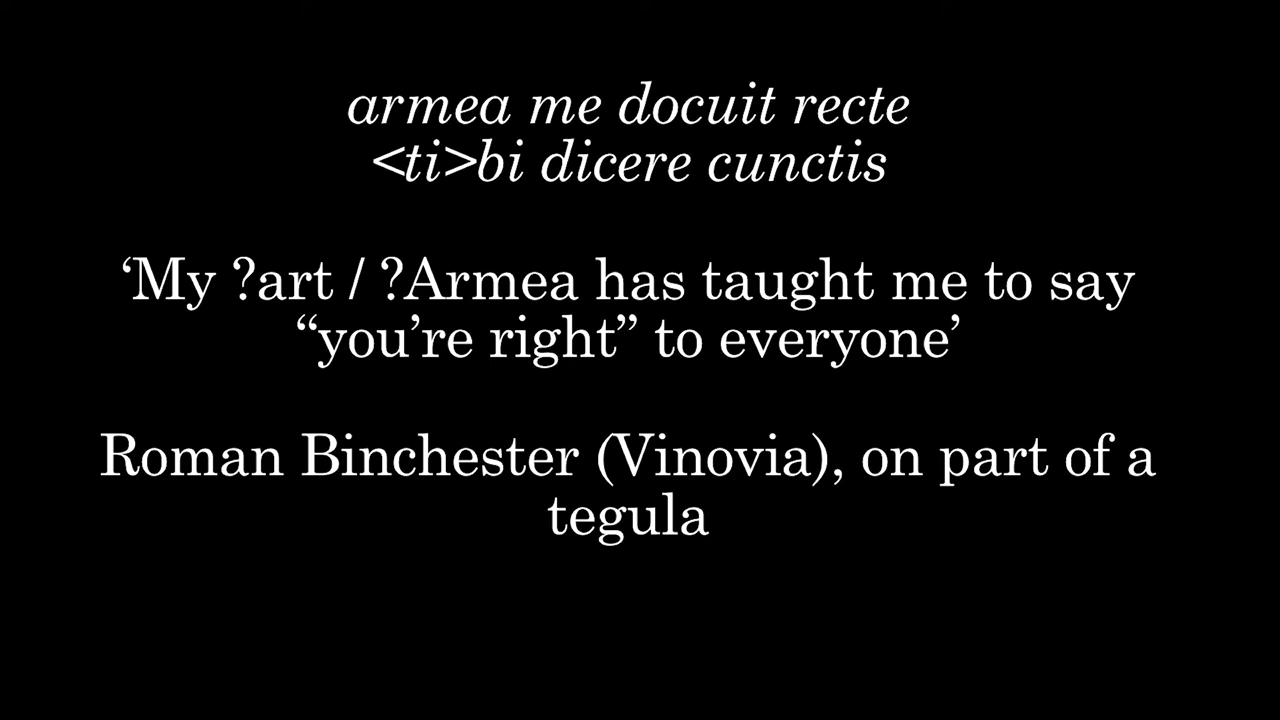 armea me docuit recte
<ti>bi dicere cunctis
‘My ?art / ?Armea has taught me to say
“you’re right” to everyone’
Roman Binchester (Vinovia), on part of a
tegula